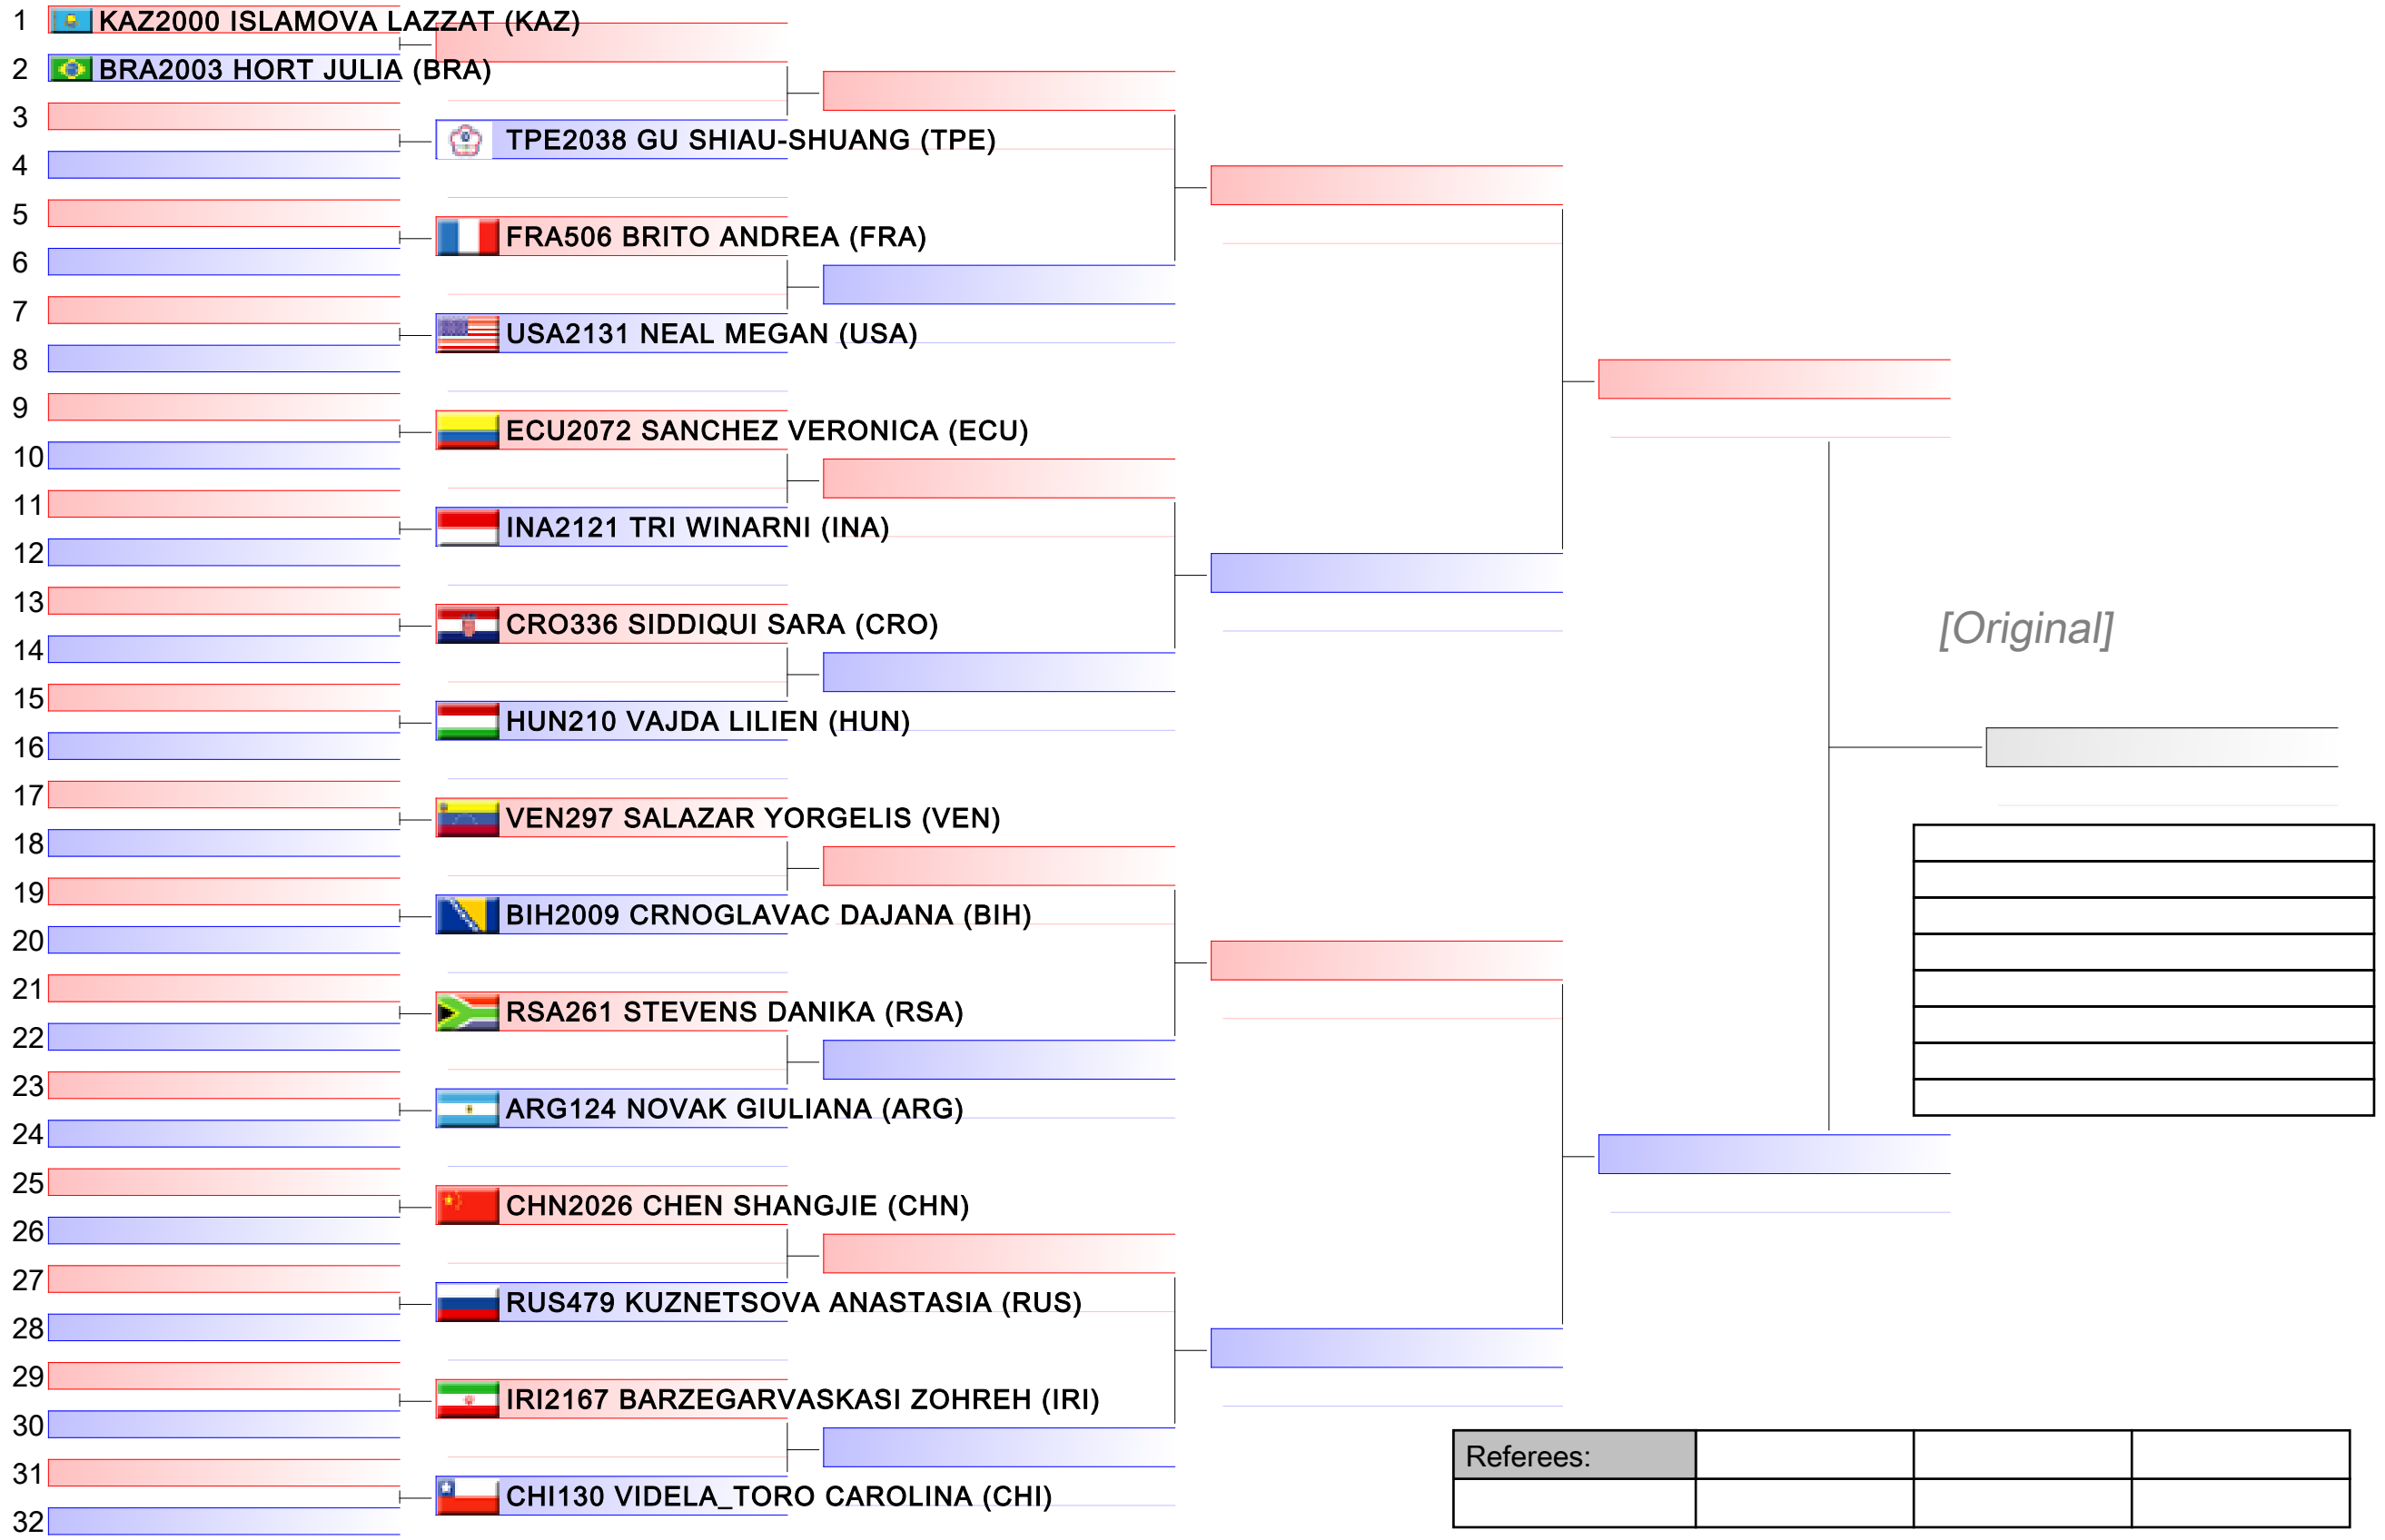 1 KAZ2000 ISLAMOVA LAZZAT (KAZ)
2 BRA2003 HORT JULIA (BRA)
3
TPE2038 GU SHIAU-SHUANG (TPE)
4
5
FRA506 BRITO ANDREA (FRA)
6
7
USA2131 NEAL MEGAN (USA)
8
9
ECU2072 SANCHEZ VERONICA (ECU)
10
11
INA2121 TRI WINARNI (INA)
12
13
CRO336 SIDDIQUI SARA (CRO)
[Original]
14
15
HUN210 VAJDA LILIEN (HUN)
16
17
VEN297 SALAZAR YORGELIS (VEN)
18
19
BIH2009 CRNOGLAVAC DAJANA (BIH)
20
21
RSA261 STEVENS DANIKA (RSA)
22
23
ARG124 NOVAK GIULIANA (ARG)
24
25
CHN2026 CHEN SHANGJIE (CHN)
26
27
RUS479 KUZNETSOVA ANASTASIA (RUS)
28
29
IRI2167 BARZEGARVASKASI ZOHREH (IRI)
30
Referees:
31
CHI130 VIDELA_TORO CAROLINA (CHI)
32